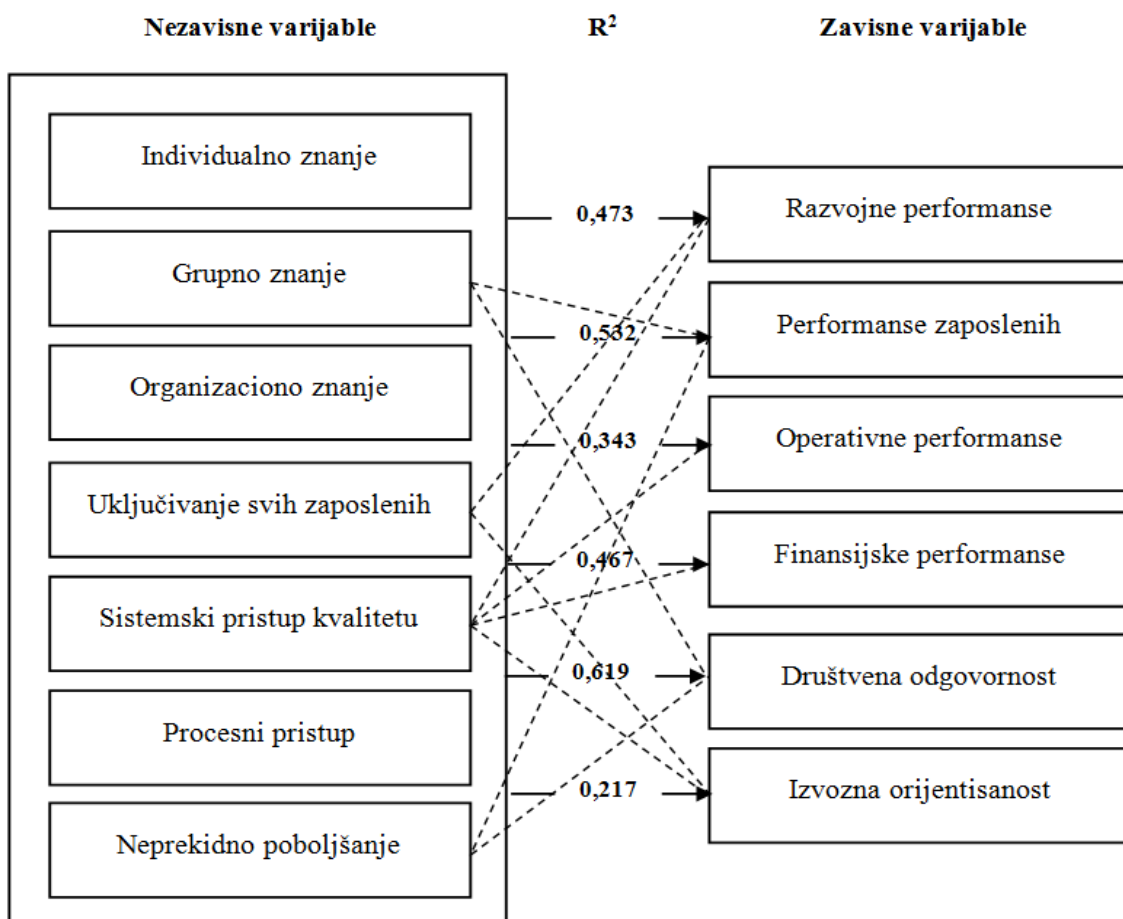 Nezavisne varijable
R²
Zavisne varijable
Individualno znanje
Grupno znanje
Organizaciono znanje
Uključivanje svih zaposlenih
Sistemski pristup kvalitetu
Procesni pristup
Neprekidno poboljšanje
0,473
0,532
0,343
0,467
0,619
0,217
Razvojne performanse
Performanse zaposlenih
Operativne performanse
Finansijske performanse
Društvena odgovornost
Izvozna orijentisanost